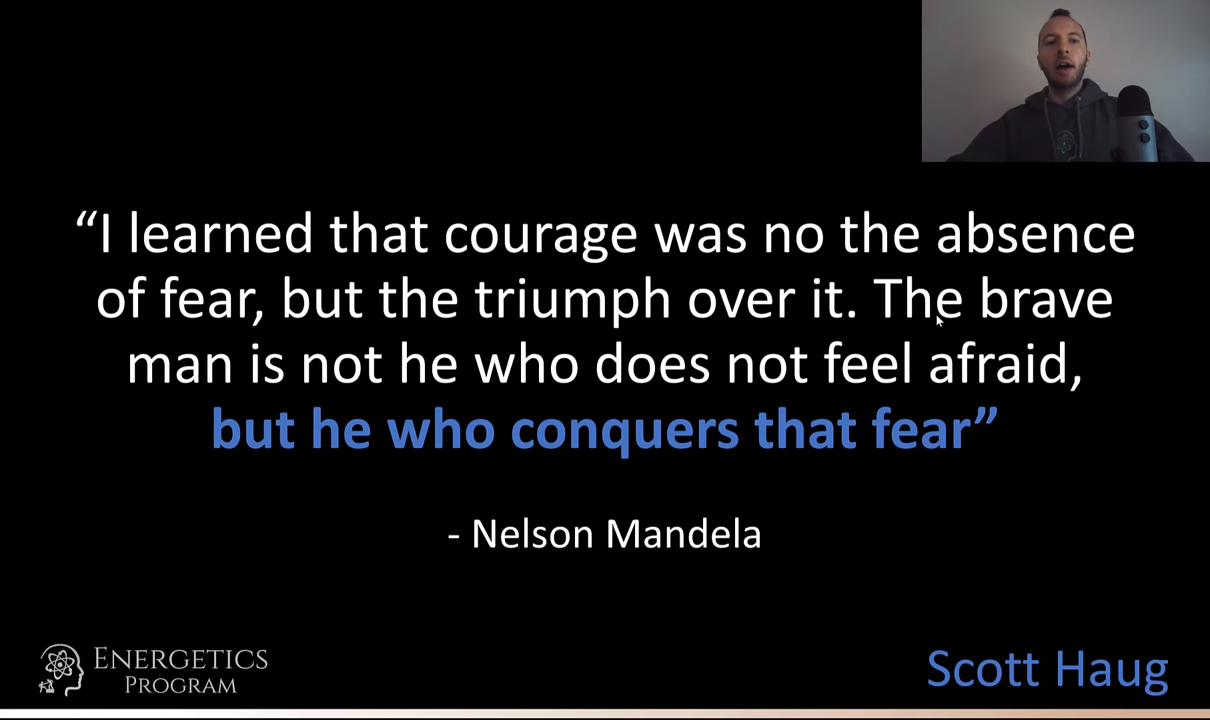 “I learned that courage was no the absence
of fear, but the triumph over it. The brave
man is not he who does not feel afraid,
but he who conquers that fear”
- Nelson Mandela
ENERGETICS
PROGRAM
Scott Haug